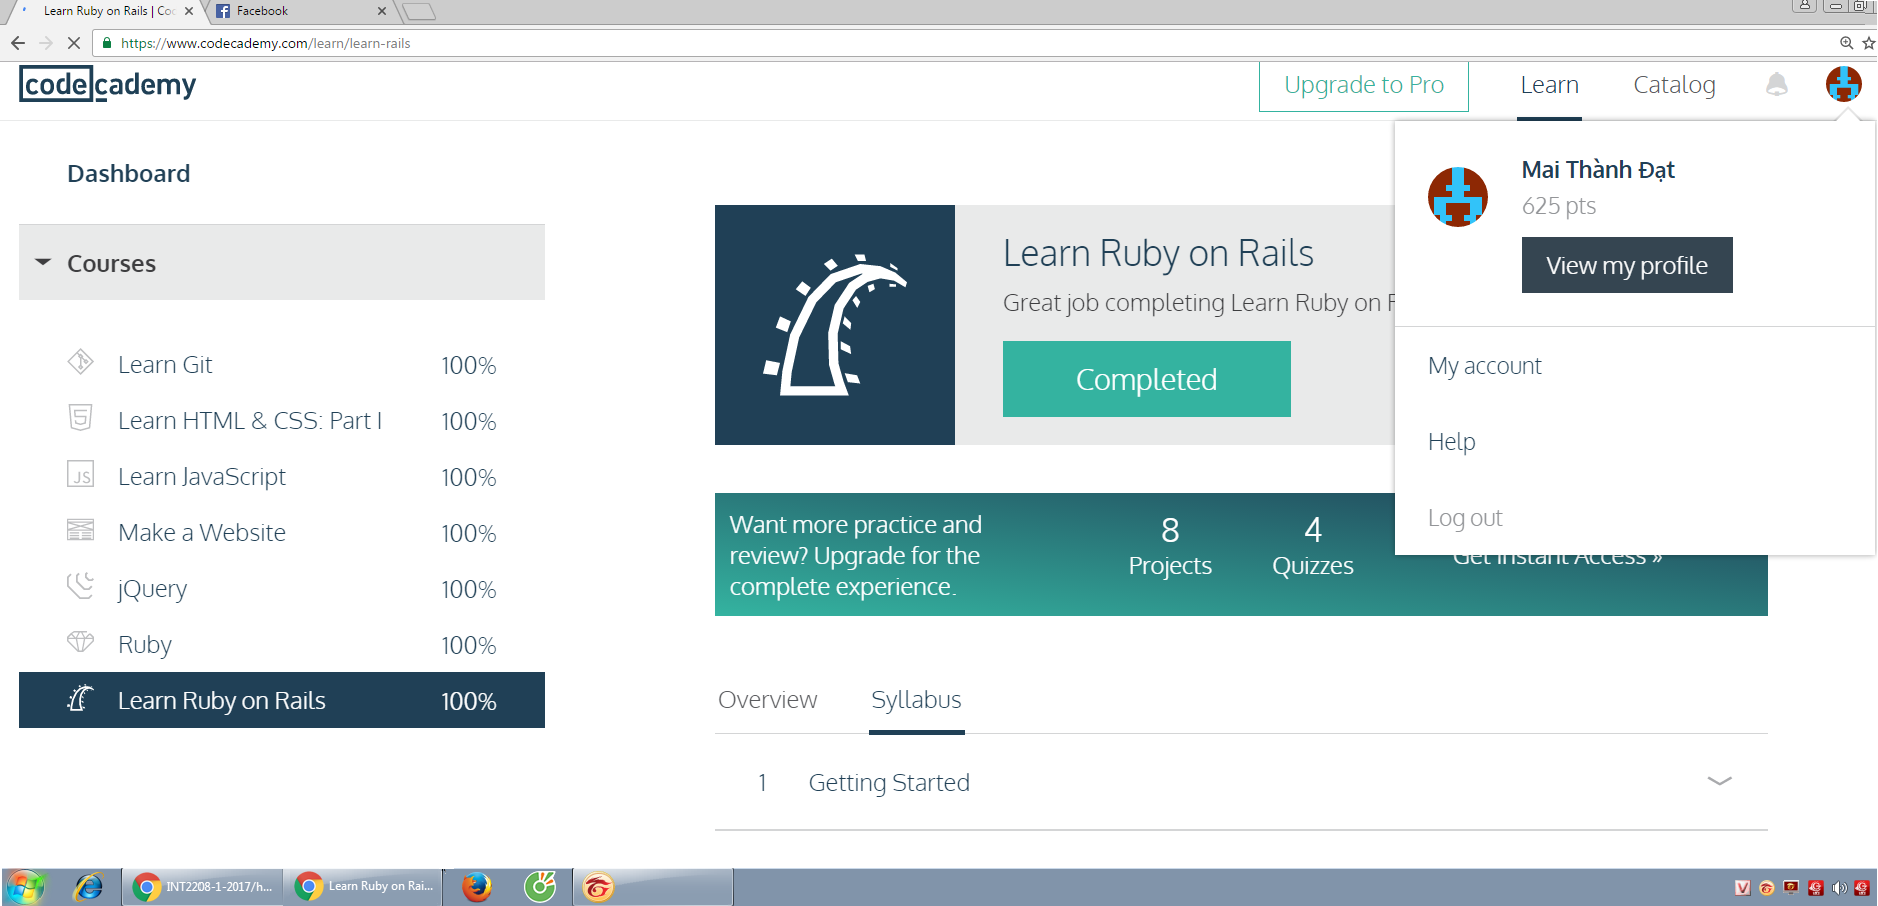 Learn Ruby on Rails | Coc
Facebook
https://www.codecademy.com/learn/learn-rails
codecademy
Upgrade to Pro
Learn
Catalog
Dashboard
Courses
Learn Git 100%
Learn HTML & CSS: Part I 100%
JS Learn JavaScript 100%
Make a Website 100%
jQuery 100%
Ruby 100%
Learn Ruby on Rails 100%
Learn Ruby on Rails
Great job completing Learn Ruby on R
Completed
Want more practice and
review? Upgrade for the
complete experience.
8
Projects
4
Quizzes
Get Instant Access »
Mai Thành Đạt
625 pts
View my profile
My account
Help
Log out
Overview
Syllabus
1 Getting Started
INT2208-1-2017/h...
Learn Ruby on Rai...
V